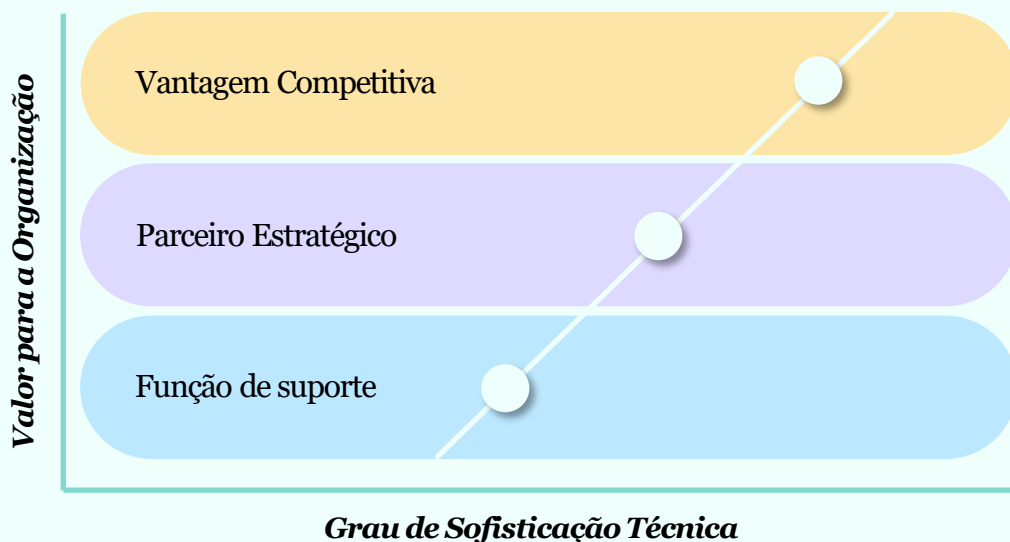 Valor para a Organização
Vantagem Competitiva
Parceiro Estratégico
Função de suporte
Grau de Sofisticação Técnica